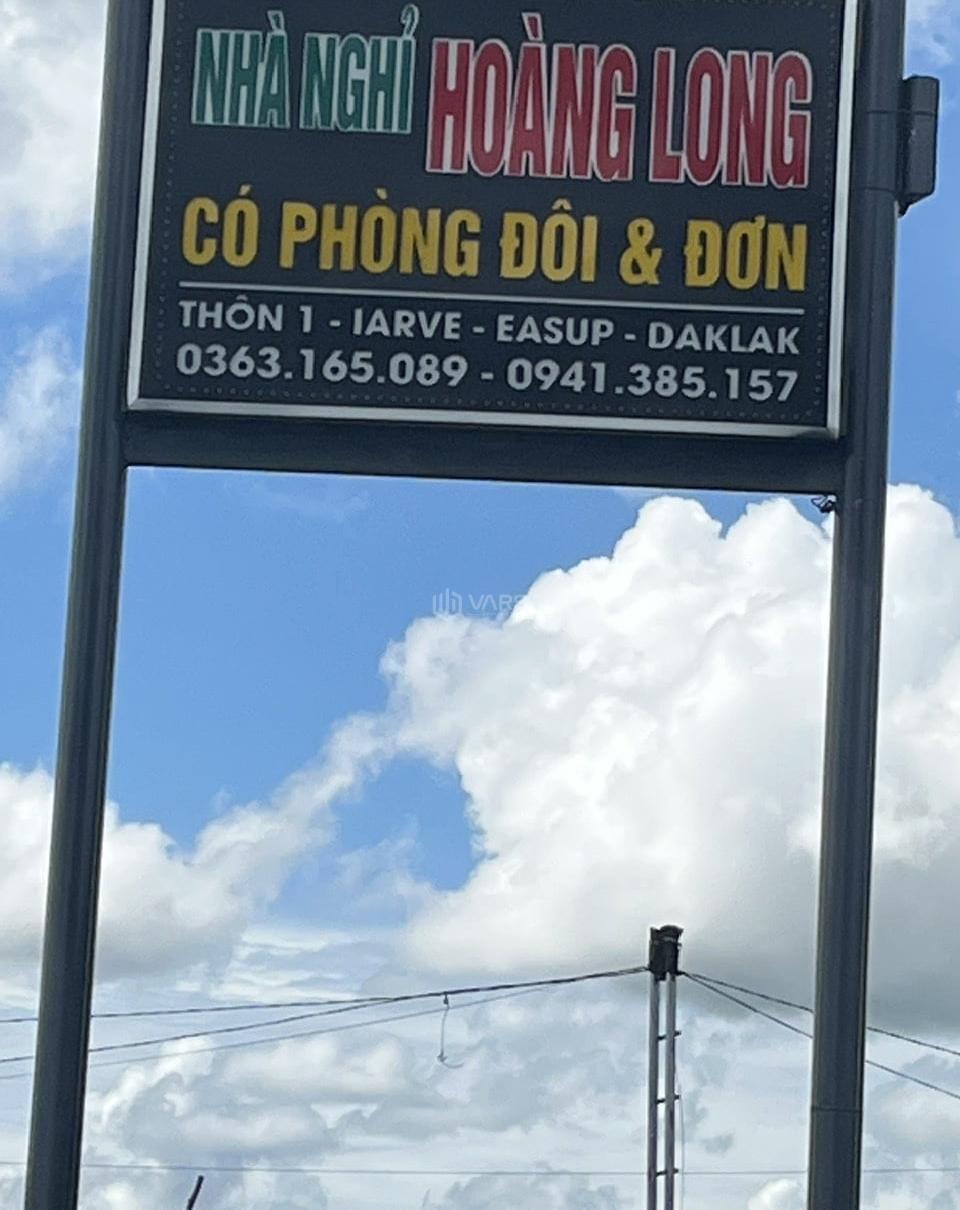 NHÀ NGHỈ HOÀNG LONG
CÓ PHÒNG ĐÔI & ĐƠN
THÔN 1 - IARVE - EASUP - DAKLAK
0363.165.089 - 0941.385.157